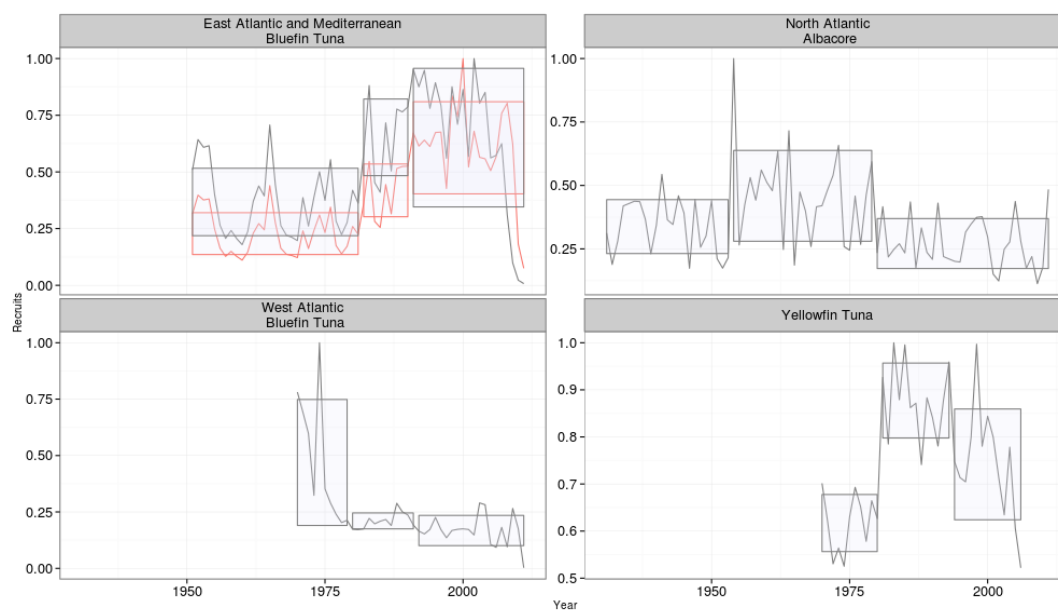 East Atlantic and Mediterranean
Bluefin Tuna
North Atlantic
Albacore
1.00
0.75
0.50
0.25
0.00
1.00
0.75
0.50
0.25
West Atlantic
Bluefin Tuna
Yellowfin Tuna
1.00
0.75
0.50
0.25
0.00
1.0
0.9
0.8
0.7
0.6
0.5
Recruits
1950
1975
2000
1950
1975
2000
Year